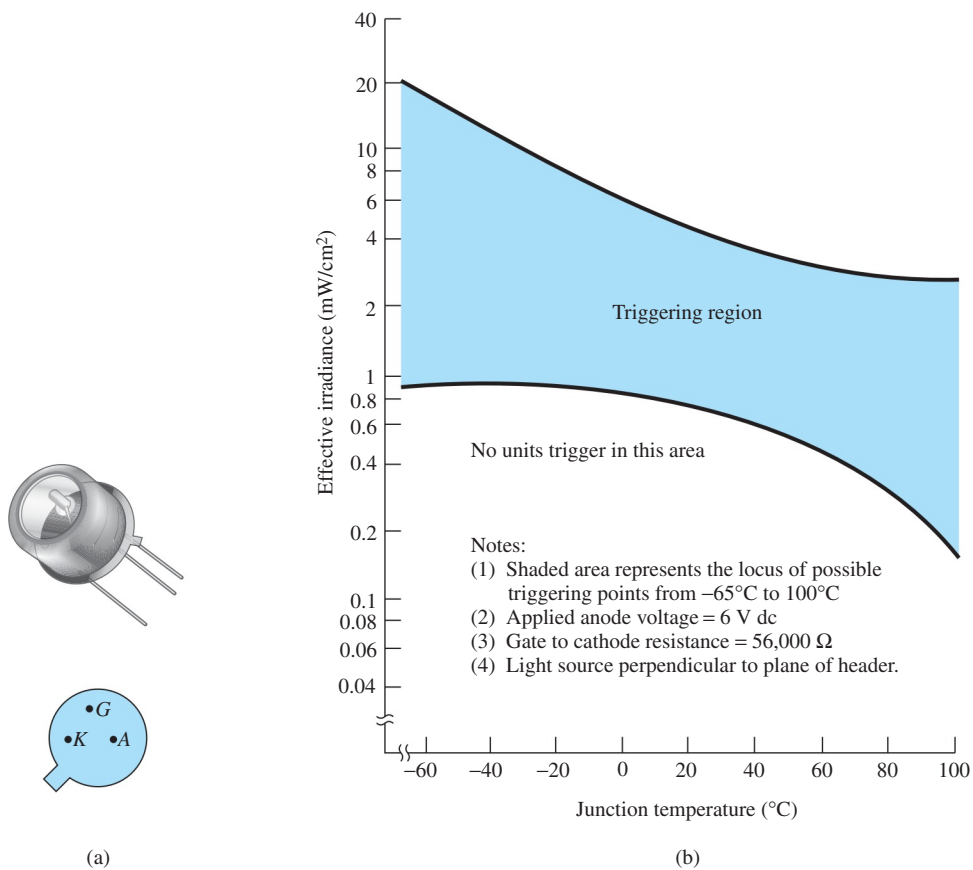 40
20
10
8
6
4
2
1
0.8
0.6
0.4
0.2
0.1
0.08
0.06
0.04
Effective irradiance (mW/cm²)
Triggering region
No units trigger in this area
Notes:
(1) Shaded area represents the locus of possible
triggering points from –65°C to 100°C
(2) Applied anode voltage = 6 V dc
(3) Gate to cathode resistance = 56,000 Ω
(4) Light source perpendicular to plane of header.
–60 –40 –20 0 20 40 60 80 100
Junction temperature (°C)
G
K A
(a) (b)